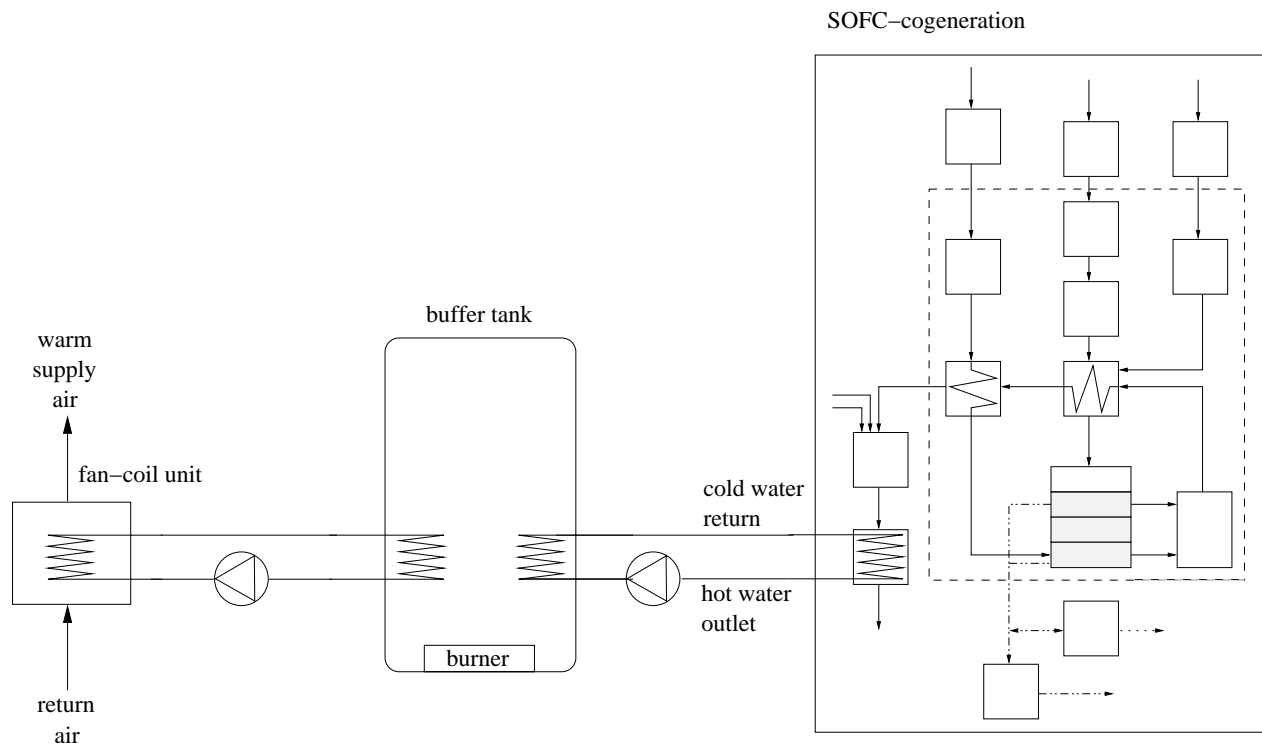 SOFC−cogeneration
buffer tank
warm
supply
air
fan−coil unit
cold water
return
hot water
outlet
burner
return
air